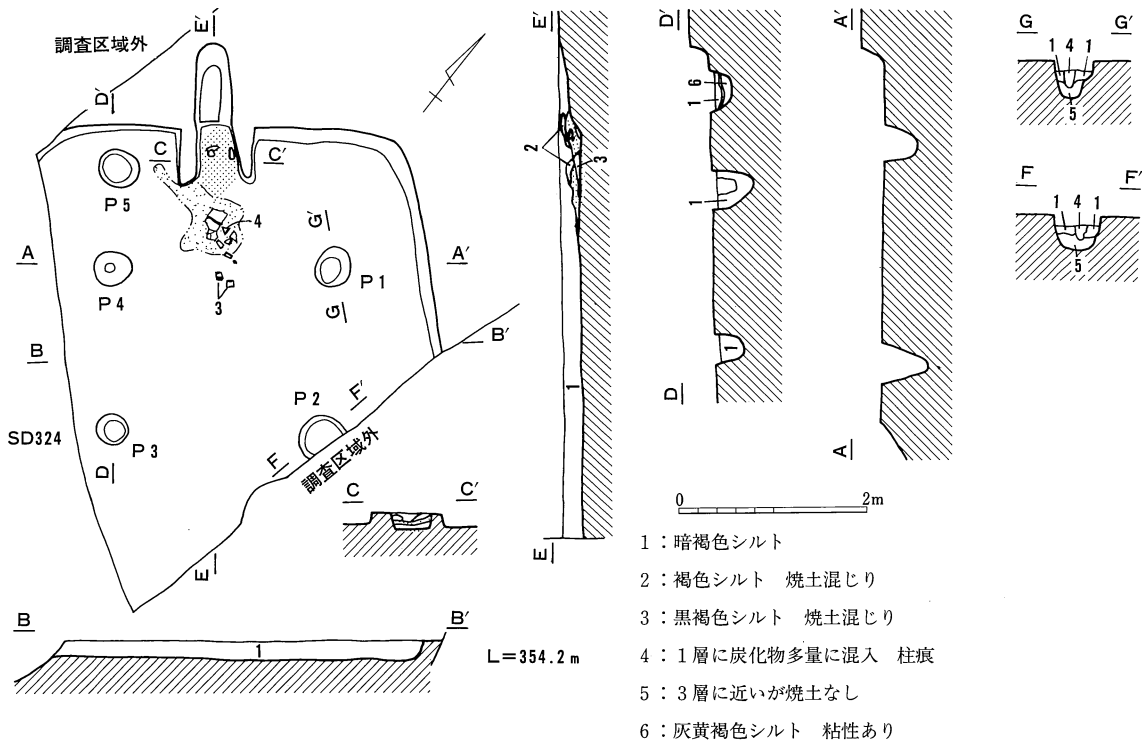 調査区域外
E'
D'
C
C'
P5
4
G'
A
A'
P4
3
P1
G
B
B'
P2
F'
SD324
P3
D
F
調査区域外
E
C
C'
B
B'
1
L=354.2m
E'
2
3
1
E
D'
6
1
1
1
D
A'
A
G
G'
1 4 1
5
F
F'
1 4 1
5
0
2m
1：暗褐色シルト
2：褐色シルト　焼土混じり
3：黒褐色シルト　焼土混じり
4：1層に炭化物多量に混入　柱痕
5：3層に近いが焼土なし
6：灰黄褐色シルト　粘性あり